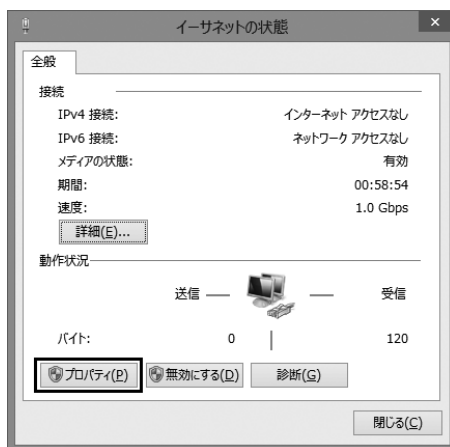 イーサネットの状態
全般
接続
IPv4 接続: インターネット アクセスなし
IPv6 接続: ネットワーク アクセスなし
メディアの状態: 有効
期間: 00:58:54
速度: 1.0 Gbps
詳細(E)...
動作状況
送信 受信
バイト: 0 120
プロパティ(P) 無効にする(D) 診断(G)
閉じる(C)